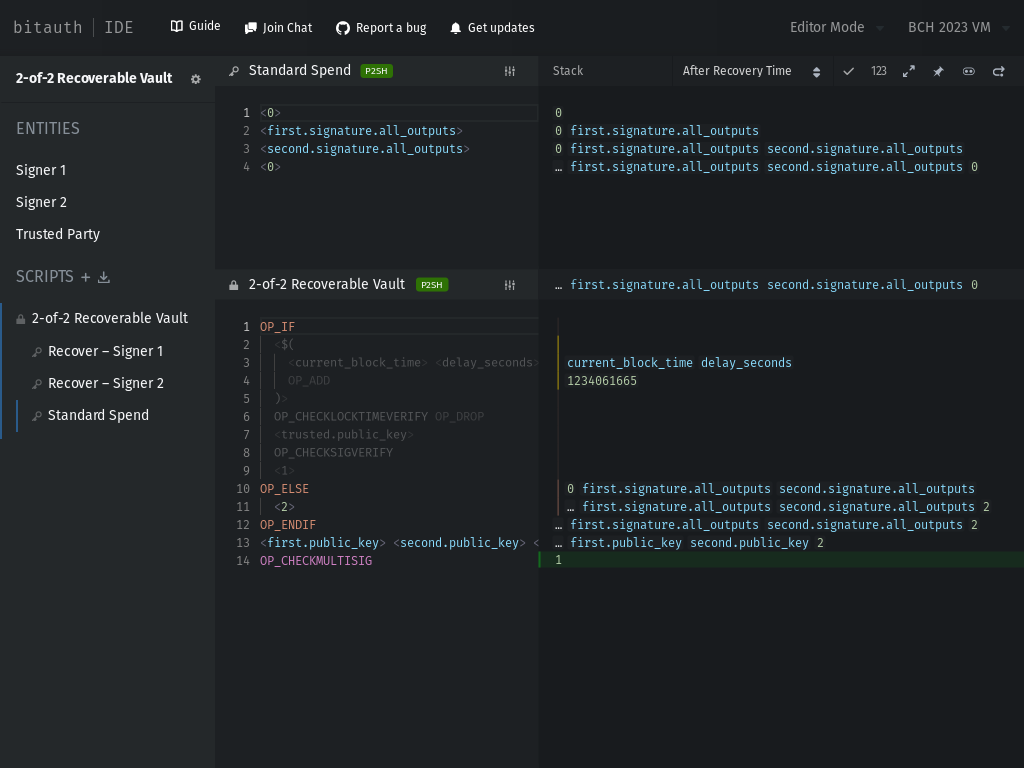 bitauth | IDE
Guide
Join Chat
Report a bug
Get updates
Editor Mode
BCH 2023 VM
2-of-2 Recoverable Vault
ENTITIES
Signer 1
Signer 2
Trusted Party
SCRIPTS +
2-of-2 Recoverable Vault
Recover – Signer 1
Recover – Signer 2
Standard Spend
Standard Spend P2SH
1 <0>
2 <first.signature.all_outputs>
3 <second.signature.all_outputs>
4 <0>
Stack
After Recovery Time
123
0
0 first.signature.all_outputs
0 first.signature.all_outputs second.signature.all_outputs
… first.signature.all_outputs second.signature.all_outputs 0
2-of-2 Recoverable Vault P2SH
… first.signature.all_outputs second.signature.all_outputs 0
1 OP_IF
2 <$(
3 <current_block_time> <delay_seconds>
4 OP_ADD
5 )>
6 OP_CHECKLOCKTIMEVERIFY OP_DROP
7 <trusted.public_key>
8 OP_CHECKSIGVERIFY
9 <1>
10 OP_ELSE
11 <2>
12 OP_ENDIF
13 <first.public_key> <second.public_key> <
14 OP_CHECKMULTISIG
current_block_time delay_seconds
1234061665
0 first.signature.all_outputs second.signature.all_outputs
… first.signature.all_outputs second.signature.all_outputs 2
… first.signature.all_outputs second.signature.all_outputs 2
… first.public_key second.public_key 2
1